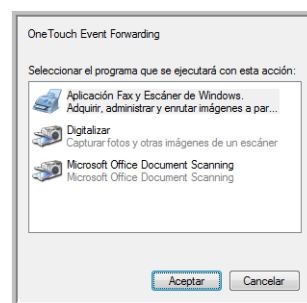 OneTouch Event Forwarding
Seleccionar el programa que se ejecutará con esta acción:
Aplicación Fax y Escáner de Windows.
Adquirir, administrar y enrutar imágenes a par...
Digitalizar
Capturar fotos y otras imágenes de un escáner
Microsoft Office Document Scanning
Microsoft Office Document Scanning
Aceptar
Cancelar